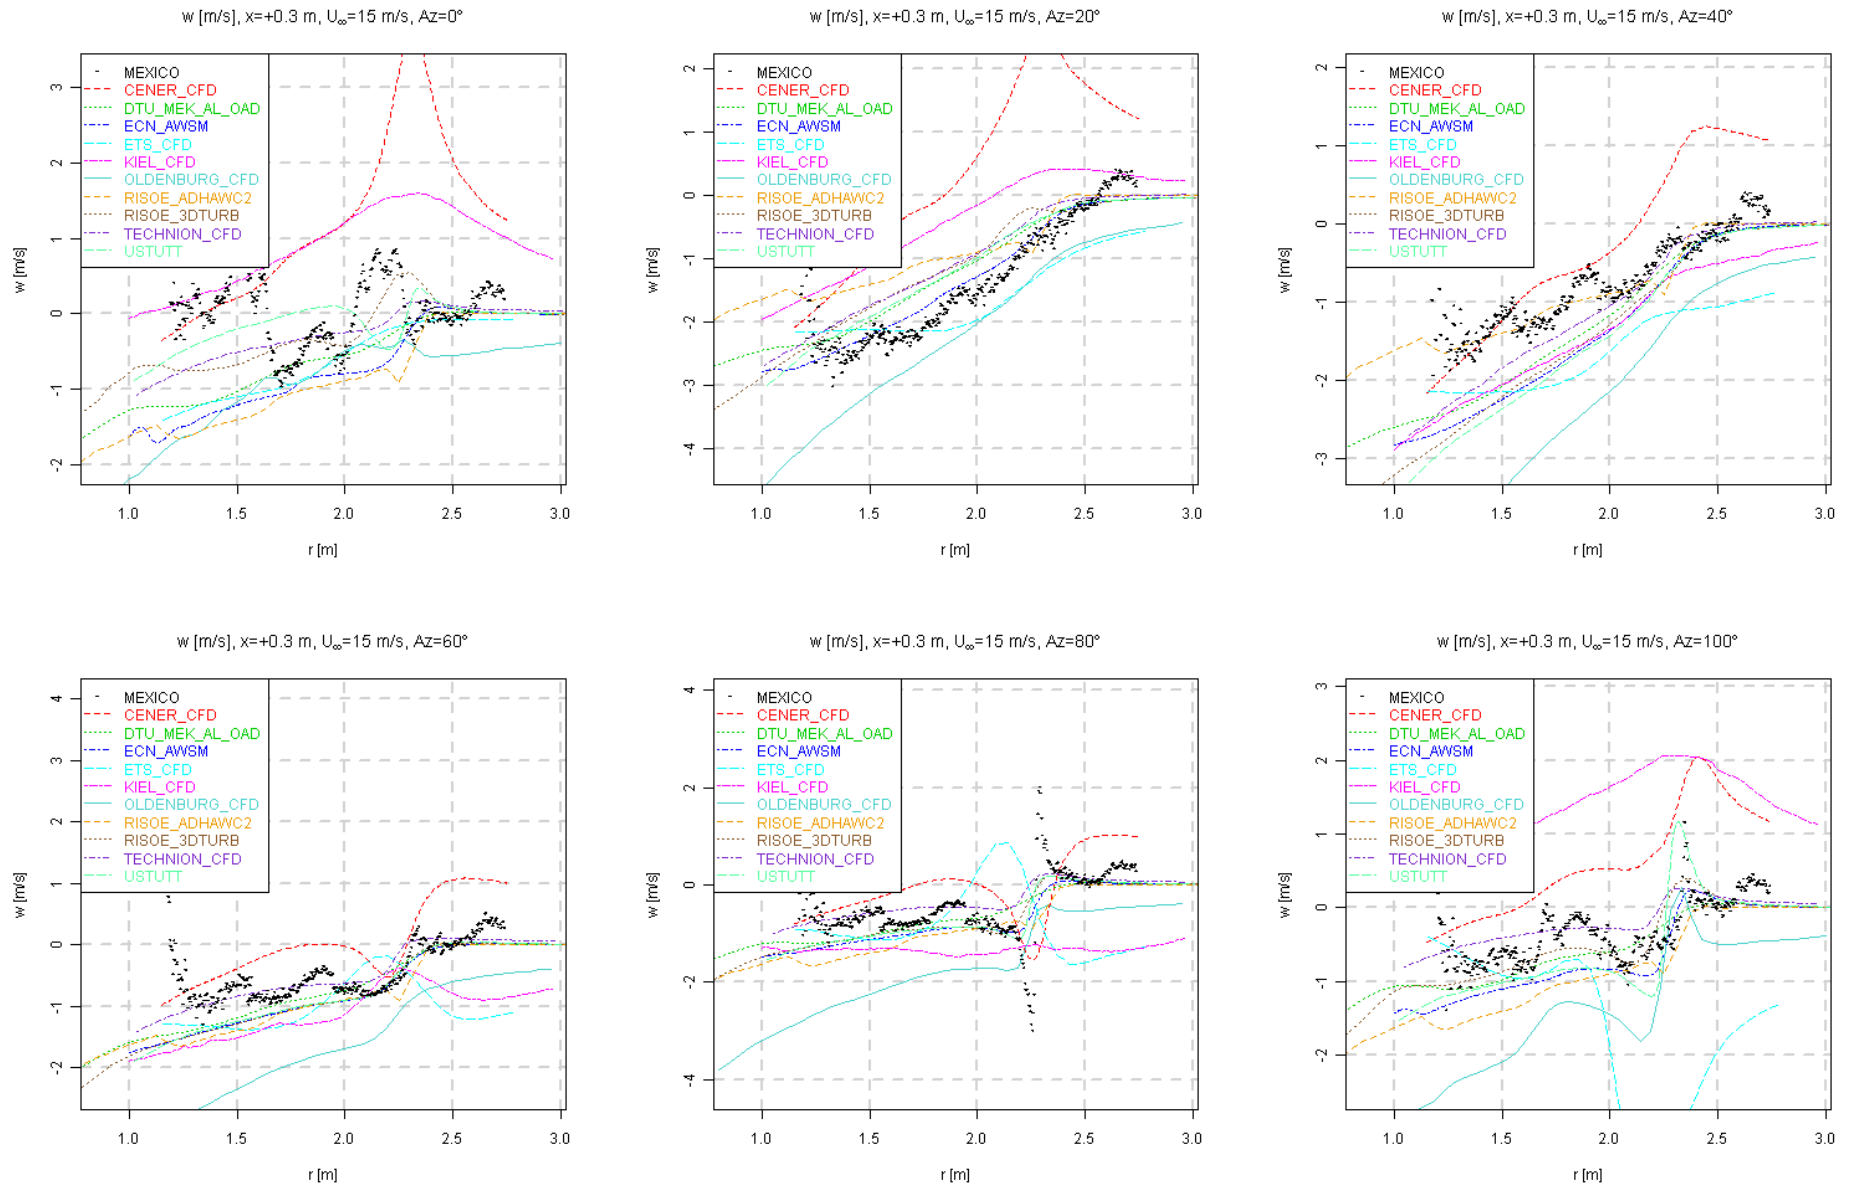 w [m/s], x=+0.3 m, U∞=15 m/s, Az=0°
w [m/s]
3
2
1
0
-1
-2
MEXICO
CENER_CFD
DTU_MEK_AL_OAD
ECN_AWSM
ETS_CFD
KIEL_CFD
OLDENBURG_CFD
RISOE_ADHAWC2
RISOE_3DTURB
TECHNION_CFD
USTUTT
1.0 1.5 2.0 2.5 3.0
r [m]
w [m/s], x=+0.3 m, U∞=15 m/s, Az=20°
w [m/s]
2
1
0
-1
-2
-3
-4
MEXICO
CENER_CFD
DTU_MEK_AL_OAD
ECN_AWSM
ETS_CFD
KIEL_CFD
OLDENBURG_CFD
RISOE_ADHAWC2
RISOE_3DTURB
TECHNION_CFD
USTUTT
1.0 1.5 2.0 2.5 3.0
r [m]
w [m/s], x=+0.3 m, U∞=15 m/s, Az=40°
w [m/s]
2
1
0
-1
-2
-3
MEXICO
CENER_CFD
DTU_MEK_AL_OAD
ECN_AWSM
ETS_CFD
KIEL_CFD
OLDENBURG_CFD
RISOE_ADHAWC2
RISOE_3DTURB
TECHNION_CFD
USTUTT
1.0 1.5 2.0 2.5 3.0
r [m]
w [m/s], x=+0.3 m, U∞=15 m/s, Az=60°
w [m/s]
4
3
2
1
0
-1
-2
MEXICO
CENER_CFD
DTU_MEK_AL_OAD
ECN_AWSM
ETS_CFD
KIEL_CFD
OLDENBURG_CFD
RISOE_ADHAWC2
RISOE_3DTURB
TECHNION_CFD
USTUTT
1.0 1.5 2.0 2.5 3.0
r [m]
w [m/s], x=+0.3 m, U∞=15 m/s, Az=80°
w [m/s]
4
2
0
-2
-4
MEXICO
CENER_CFD
DTU_MEK_AL_OAD
ECN_AWSM
ETS_CFD
KIEL_CFD
OLDENBURG_CFD
RISOE_ADHAWC2
RISOE_3DTURB
TECHNION_CFD
USTUTT
1.0 1.5 2.0 2.5 3.0
r [m]
w [m/s], x=+0.3 m, U∞=15 m/s, Az=100°
w [m/s]
3
2
1
0
-1
-2
MEXICO
CENER_CFD
DTU_MEK_AL_OAD
ECN_AWSM
ETS_CFD
KIEL_CFD
OLDENBURG_CFD
RISOE_ADHAWC2
RISOE_3DTURB
TECHNION_CFD
USTUTT
1.0 1.5 2.0 2.5 3.0
r [m]